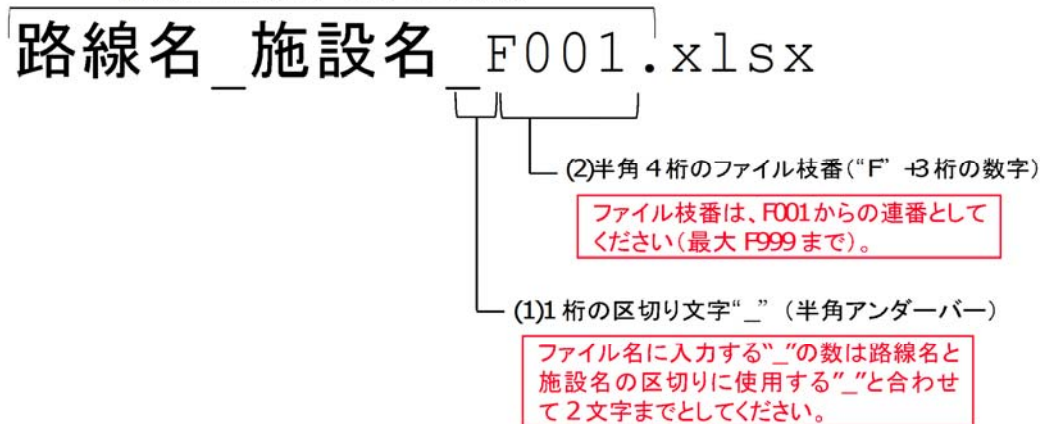 路線名_施設名_F001.xlsx
(2)半角4桁のファイル枝番(“F”+3桁の数字)
ファイル枝番は、F001からの連番として
ください(最大F999まで)。
(1)1桁の区切り文字“_”(半角アンダーバー)
ファイル名に入力する“_”の数は路線名と
施設名の区切りに使用する”_”と合わせ
て2文字までとしてください。